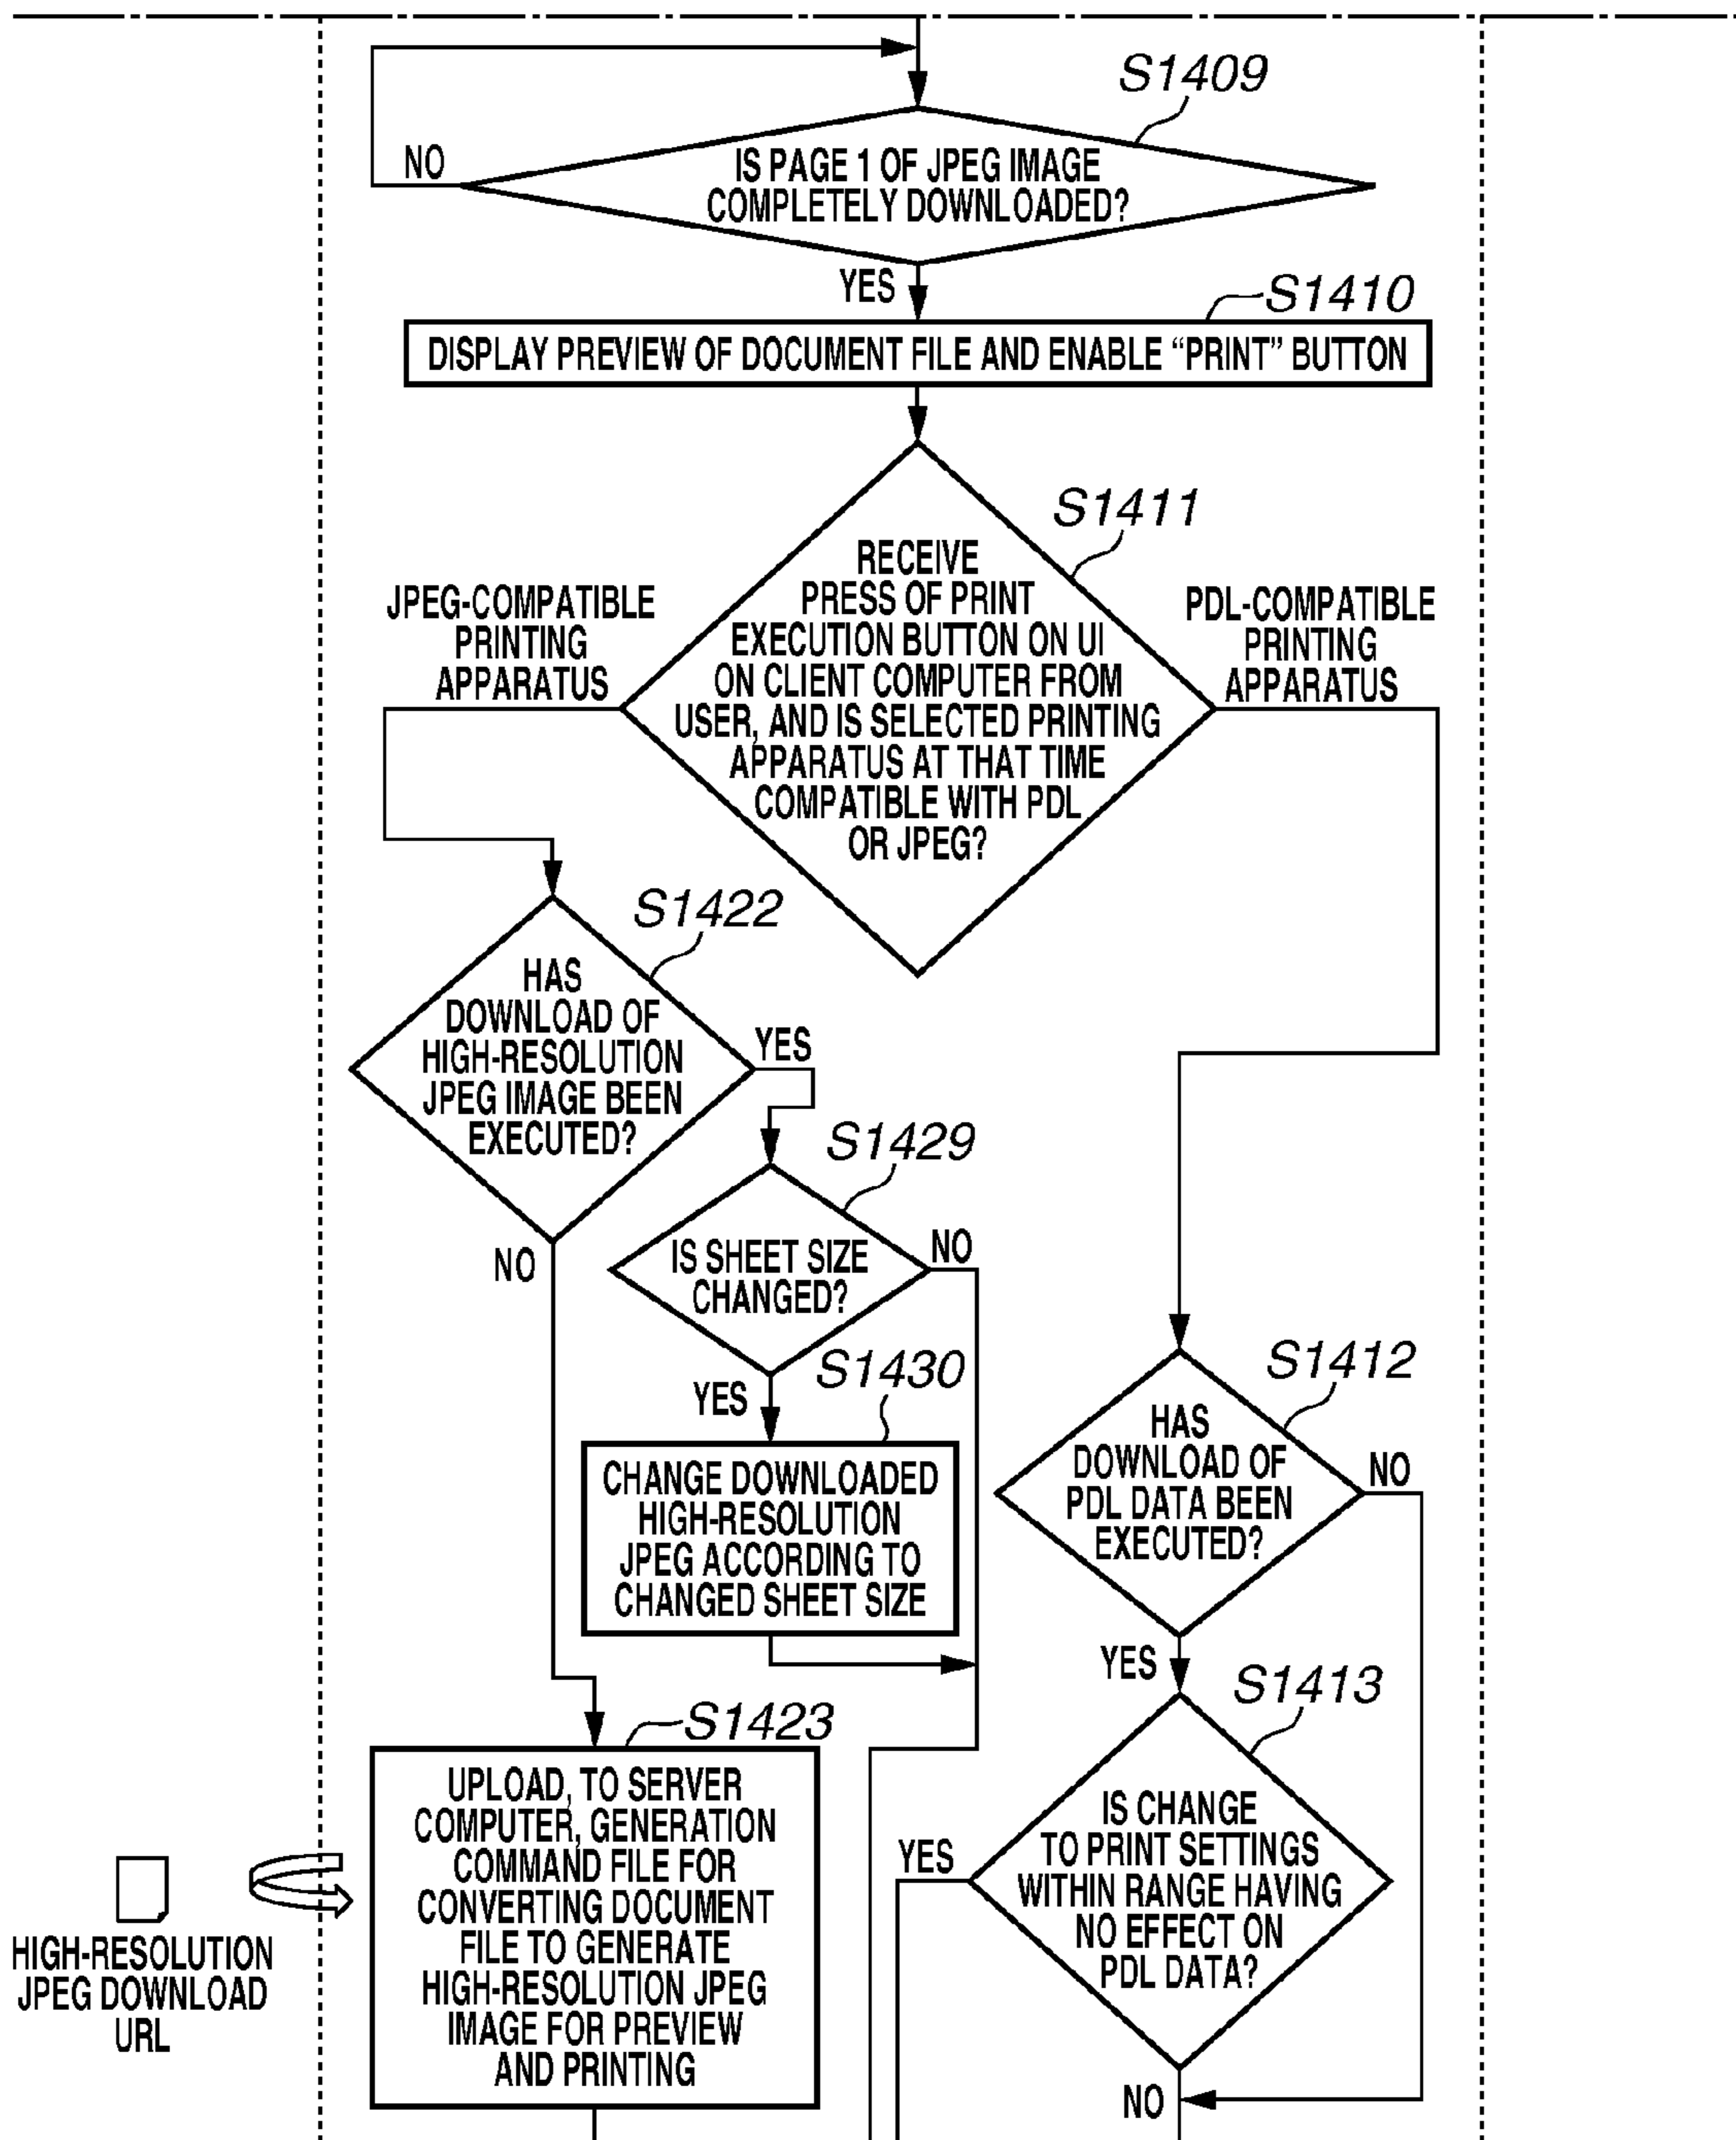 S1409
NO
IS PAGE 1 OF JPEG IMAGE
COMPLETELY DOWNLOADED?
YES
S1410
DISPLAY PREVIEW OF DOCUMENT FILE AND ENABLE “PRINT” BUTTON
S1411
RECEIVE
PRESS OF PRINT
EXECUTION BUTTON ON UI
ON CLIENT COMPUTER FROM
USER, AND IS SELECTED PRINTING
APPARATUS AT THAT TIME
COMPATIBLE WITH PDL
OR JPEG?
JPEG-COMPATIBLE
PRINTING
APPARATUS
PDL-COMPATIBLE
PRINTING
APPARATUS
S1422
HAS
DOWNLOAD OF
HIGH-RESOLUTION
JPEG IMAGE BEEN
EXECUTED?
YES
NO
S1429
IS SHEET SIZE
CHANGED?
NO
YES
S1430
CHANGE DOWNLOADED
HIGH-RESOLUTION
JPEG ACCORDING TO
CHANGED SHEET SIZE
S1412
HAS
DOWNLOAD OF
PDL DATA BEEN
EXECUTED?
NO
YES
S1413
IS CHANGE
TO PRINT SETTINGS
WITHIN RANGE HAVING
NO EFFECT ON
PDL DATA?
YES
NO
S1423
UPLOAD, TO SERVER
COMPUTER, GENERATION
COMMAND FILE FOR
CONVERTING DOCUMENT
FILE TO GENERATE
HIGH-RESOLUTION JPEG
IMAGE FOR PREVIEW
AND PRINTING
HIGH-RESOLUTION
JPEG DOWNLOAD
URL